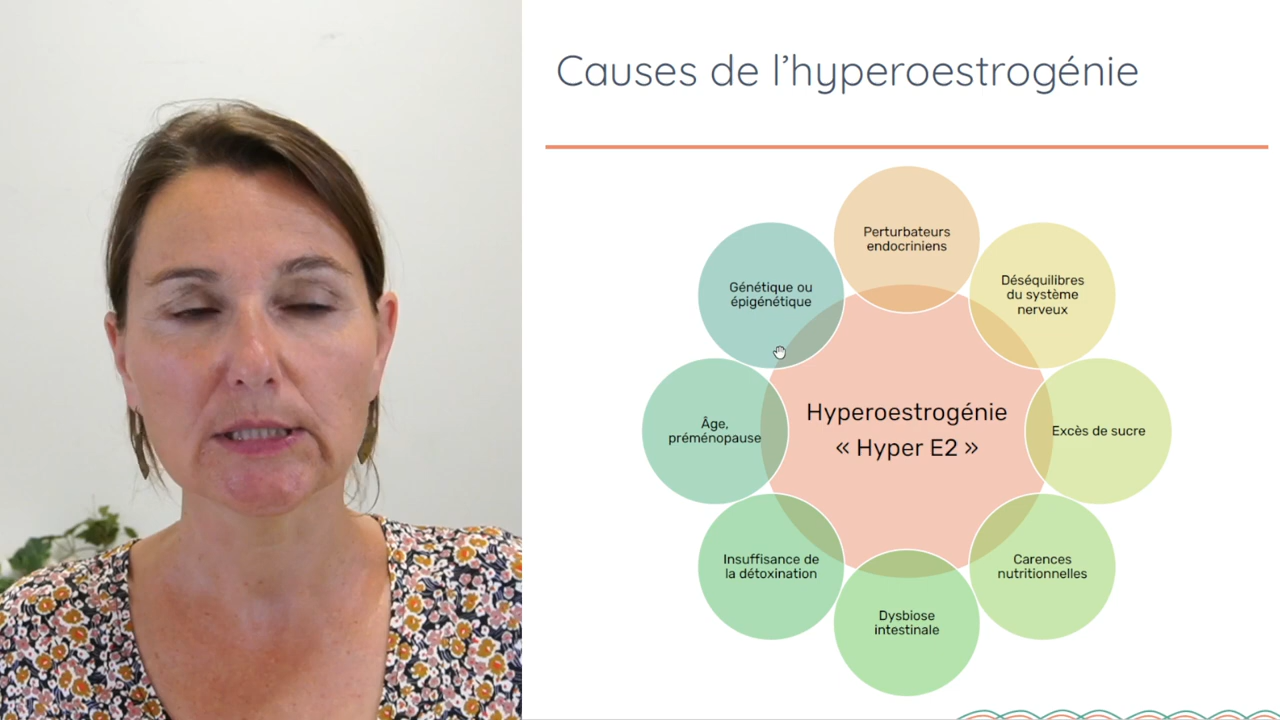 Causes de l'hyperoestrogénie
Perturbateurs
endocriniens
Déséquilibres
du système
nerveux
Excès de sucre
Carences
nutritionnelles
Dysbiose
intestinale
Insuffisance de
la détoxination
Âge,
préménopause
Génétique ou
épigénétique
Hyperoestrogénie
« Hyper E2 »